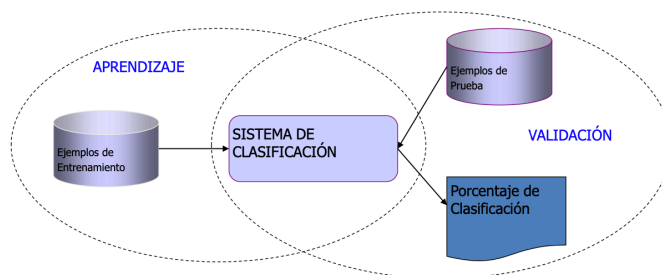 APRENDIZAJE
Ejemplos de
Entrenamiento
SISTEMA DE
CLASIFICACIÓN
Ejemplos de
Prueba
VALIDACIÓN
Porcentaje de
Clasificación